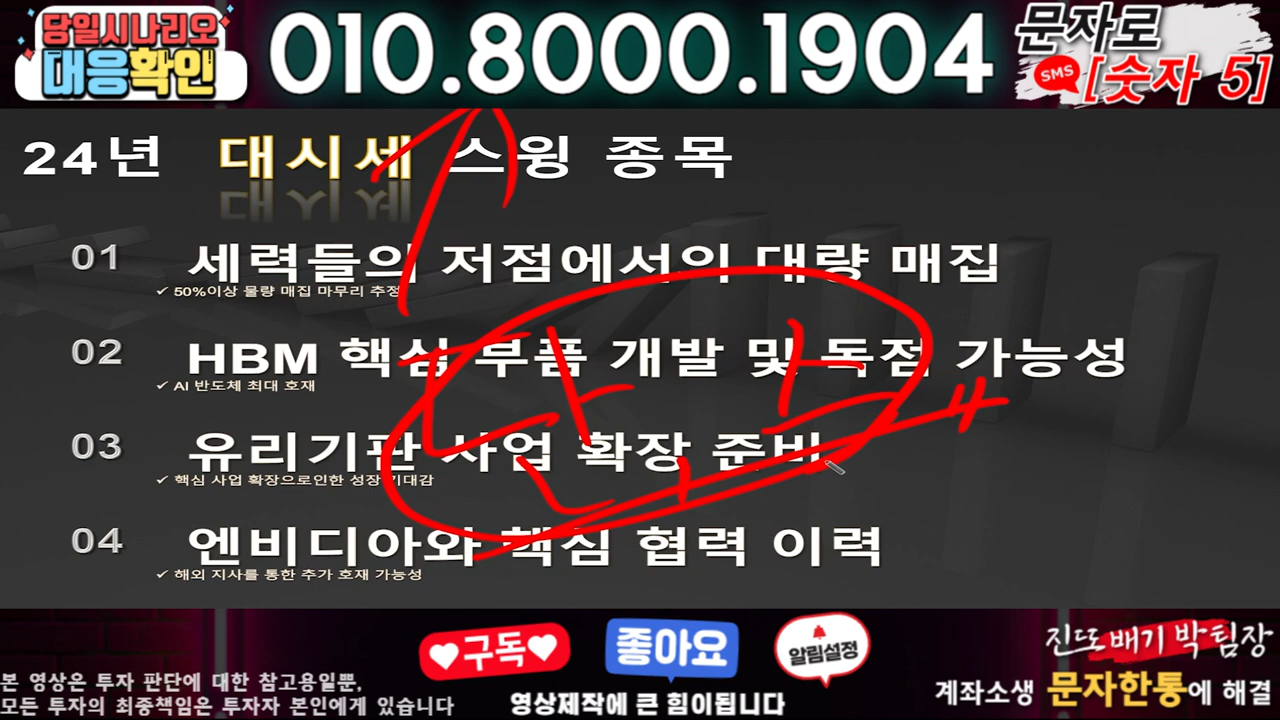 당일시나리오
대응확인
010.8000.1904
문자로
SMS [숫자 5]
24년 대시세 스윙 종목
01 세력들의 저점에서의 대량 매집
✓ 50%이상 물량 매집 마무리 추정
02 HBM 핵심 부품 개발 및 독점 가능성
✓ AI 반도체 최대 호재
03 유리기판 사업 확장 준비
✓ 핵심 사업 확장으로인한 성장 기대감
04 엔비디아와 핵심 협력 이력
✓ 해외 지사를 통한 추가 호재 가능성
구독
좋아요
알림설정
영상제작에 큰 힘이됩니다
본 영상은 투자 판단에 대한 참고용일뿐,
모든 투자의 최종책임은 투자자 본인에게 있습니다
진또배기 박팀장
계좌소생 문자한통에 해결